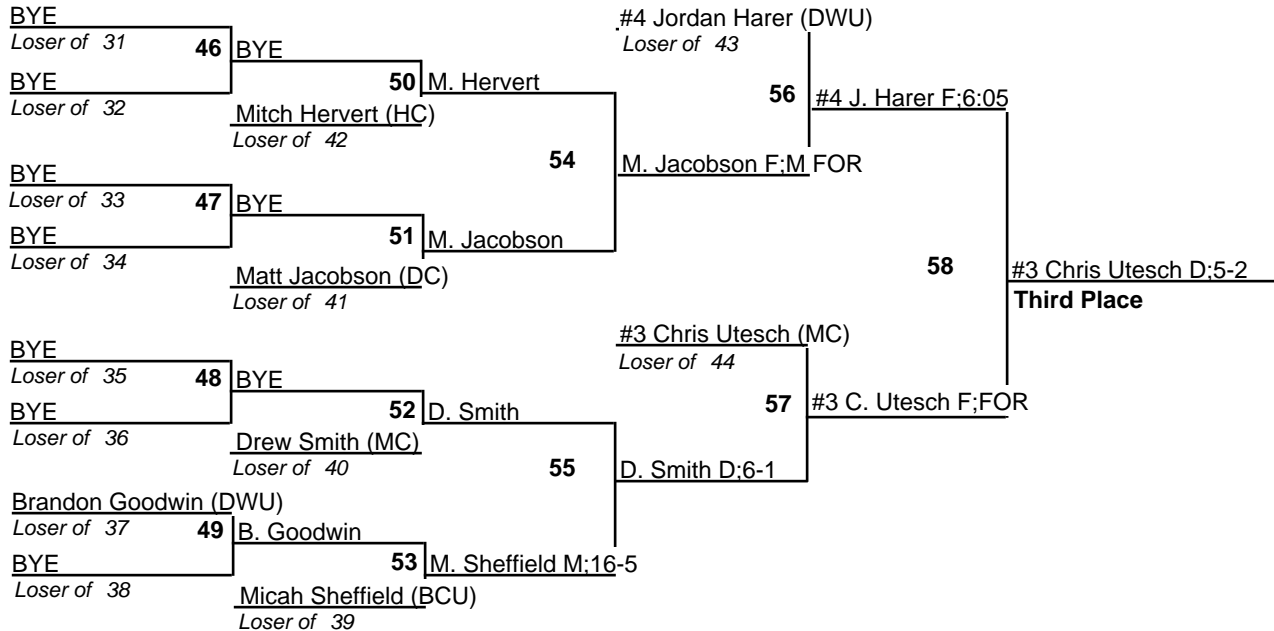 BYE
Loser of 31
46
BYE
BYE
Loser of 32
50
M. Hervert
Mitch Hervert (HC)
Loser of 42
BYE
Loser of 33
47
BYE
BYE
Loser of 34
51
M. Jacobson
Matt Jacobson (DC)
Loser of 41
54
M. Jacobson F;M FOR
#4 Jordan Harer (DWU)
Loser of 43
56
#4 J. Harer F;6:05
BYE
Loser of 35
48
BYE
BYE
Loser of 36
52
D. Smith
Drew Smith (MC)
Loser of 40
Brandon Goodwin (DWU)
Loser of 37
49
B. Goodwin
BYE
Loser of 38
53
M. Sheffield M;16-5
Micah Sheffield (BCU)
Loser of 39
55
D. Smith D;6-1
#3 Chris Utesch (MC)
Loser of 44
57
#3 C. Utesch F;FOR
58
#3 Chris Utesch D;5-2
Third Place